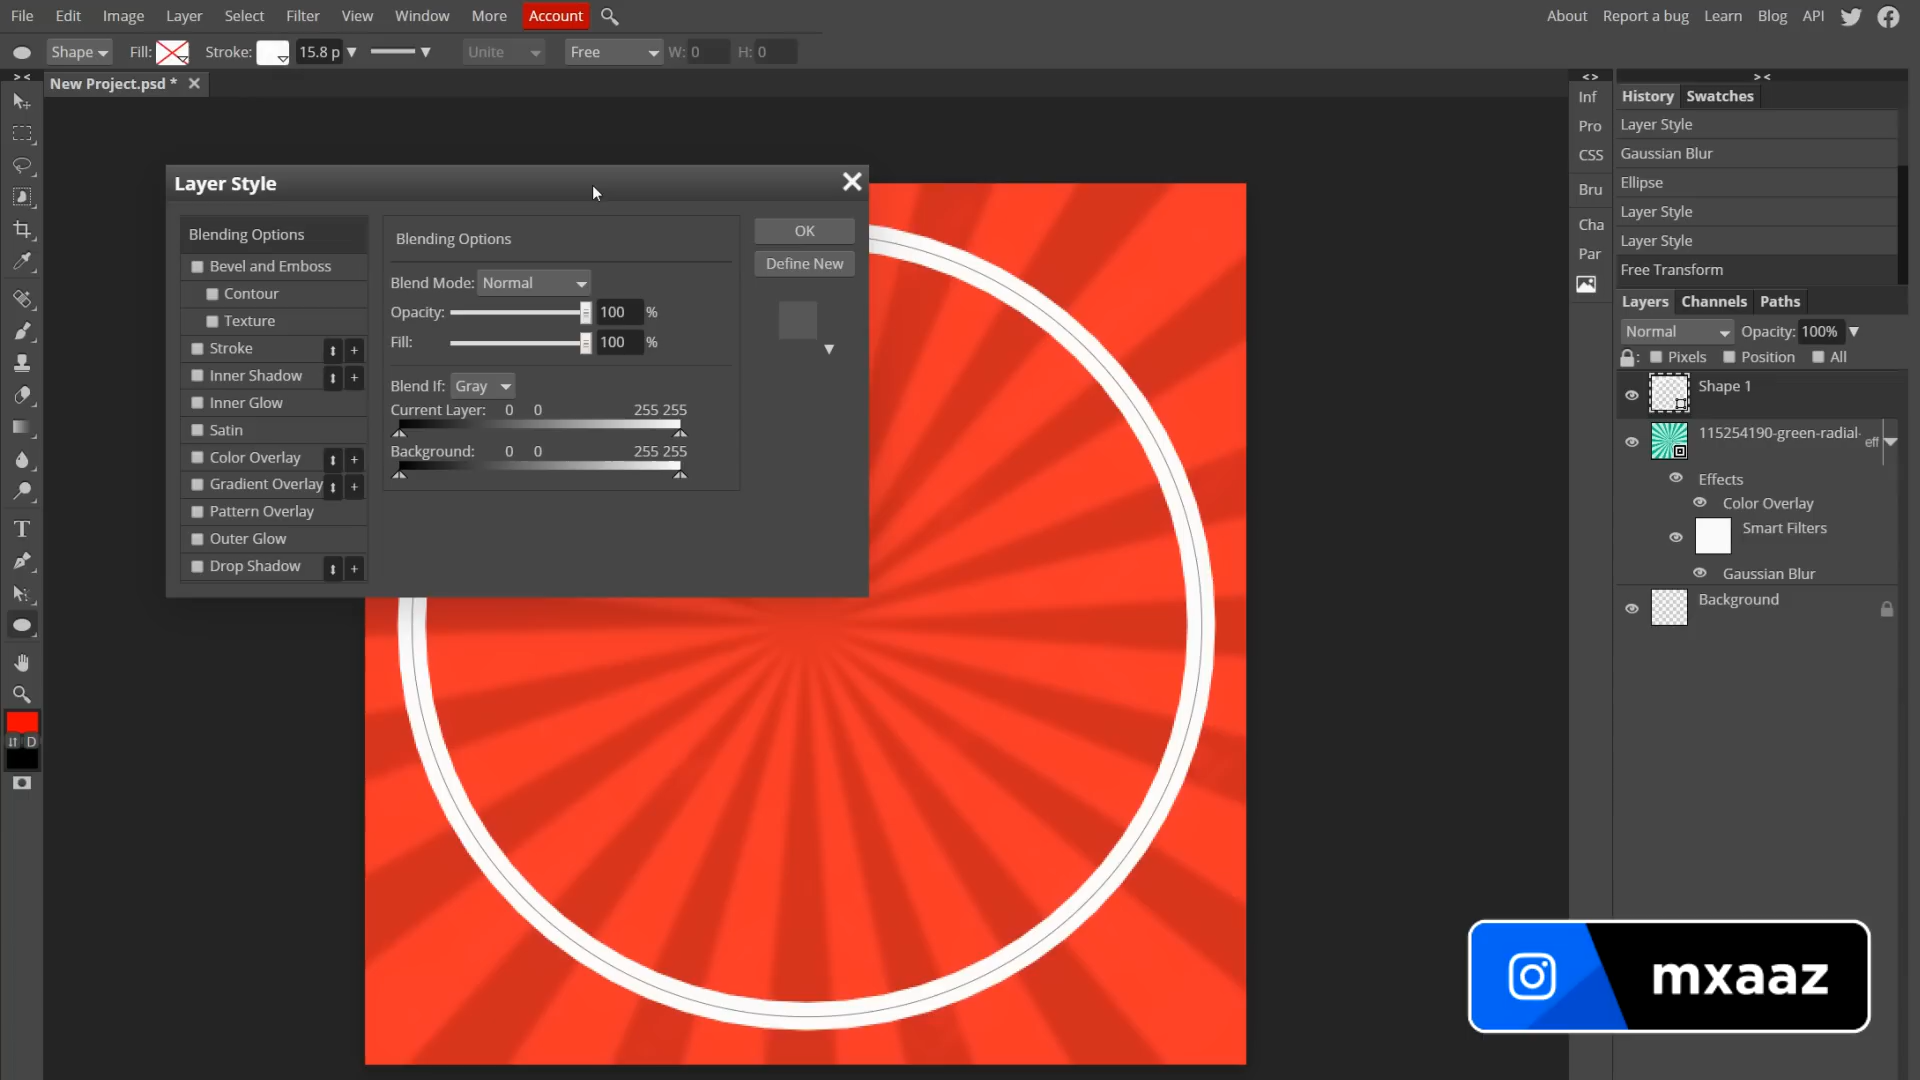 File Edit Image Layer Select Filter View Window More Account About Report a bug Learn Blog API
Shape Fill: Stroke: 15.8 p Unite Free W: 0 H: 0
New Project.psd *
Layer Style
Blending Options
Bevel and Emboss
Contour
Texture
Stroke
Inner Shadow
Inner Glow
Satin
Color Overlay
Gradient Overlay
Pattern Overlay
Outer Glow
Drop Shadow
Blending Options
Blend Mode: Normal
Opacity: 100 %
Fill: 100 %
Blend If: Gray
Current Layer: 0 0 255 255
Background: 0 0 255 255
OK
Define New
Inf
Pro
CSS
Bru
Cha
Par
History Swatches
Layer Style
Gaussian Blur
Ellipse
Layer Style
Layer Style
Free Transform
Layers Channels Paths
Normal Opacity: 100%
Pixels Position All
Shape 1
115254190-green-radial- eff
Effects
Color Overlay
Smart Filters
Gaussian Blur
Background
T
D
mxaaz